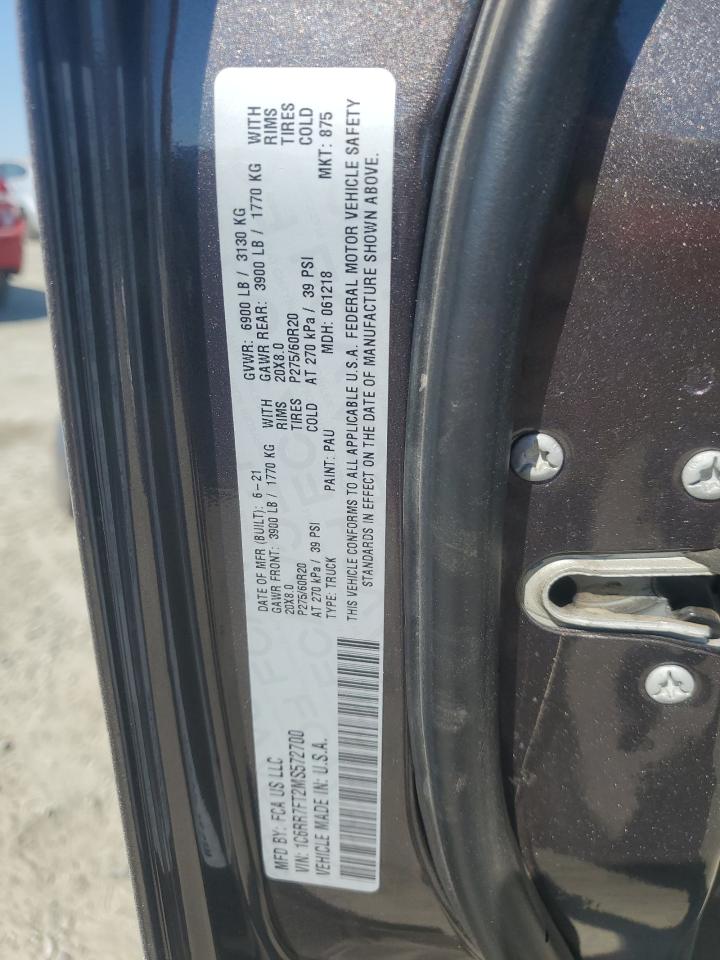 MFD BY: FCA US LLC
DATE OF MFR (BUILT): 6-21
GVWR: 6900 LB / 3130 KG
GAWR FRONT: 3900 LB / 1770 KG WITH
GAWR REAR: 3900 LB / 1770 KG WITH
20X8.0 RIMS
20X8.0 RIMS
P275/60R20 TIRES
P275/60R20 TIRES
AT 270 kPa / 39 PSI COLD
AT 270 kPa / 39 PSI COLD
VIN: 1C6RR7FT2MS572700
TYPE: TRUCK
PAINT: PAU
MDH: 061218
MKT: 875
VEHICLE MADE IN: U.S.A.
THIS VEHICLE CONFORMS TO ALL APPLICABLE U.S.A. FEDERAL MOTOR VEHICLE SAFETY
STANDARDS IN EFFECT ON THE DATE OF MANUFACTURE SHOWN ABOVE.